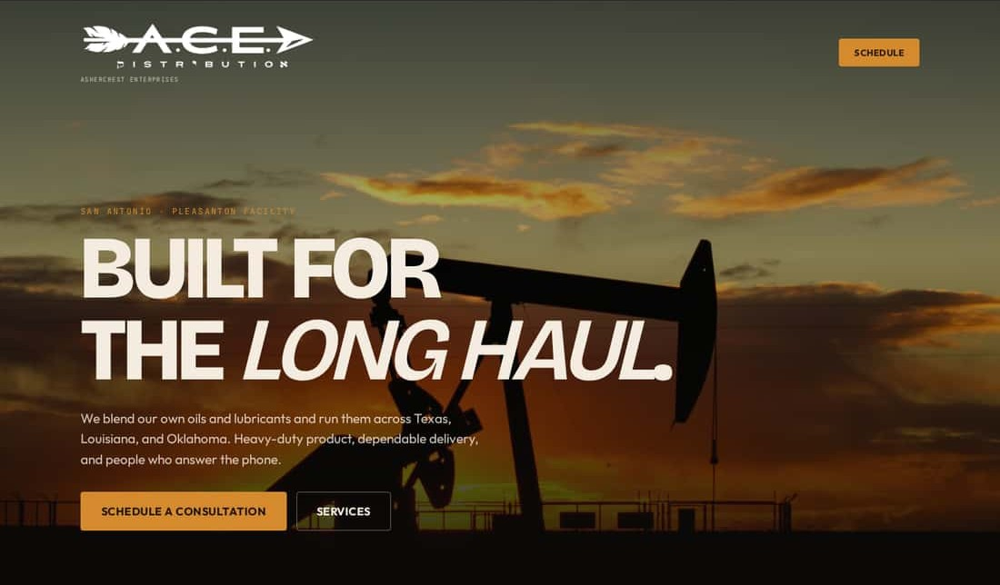 A.C.E.
DISTRIBUTION
ASHERCHEST ENTERPRISES
SCHEDULE
SAN ANTONIO · PLEASANTON FACILITY
BUILT FOR
THE LONG HAUL.
We blend our own oils and lubricants and run them across Texas,
Louisiana, and Oklahoma. Heavy-duty product, dependable delivery,
and people who answer the phone.
SCHEDULE A CONSULTATION
SERVICES